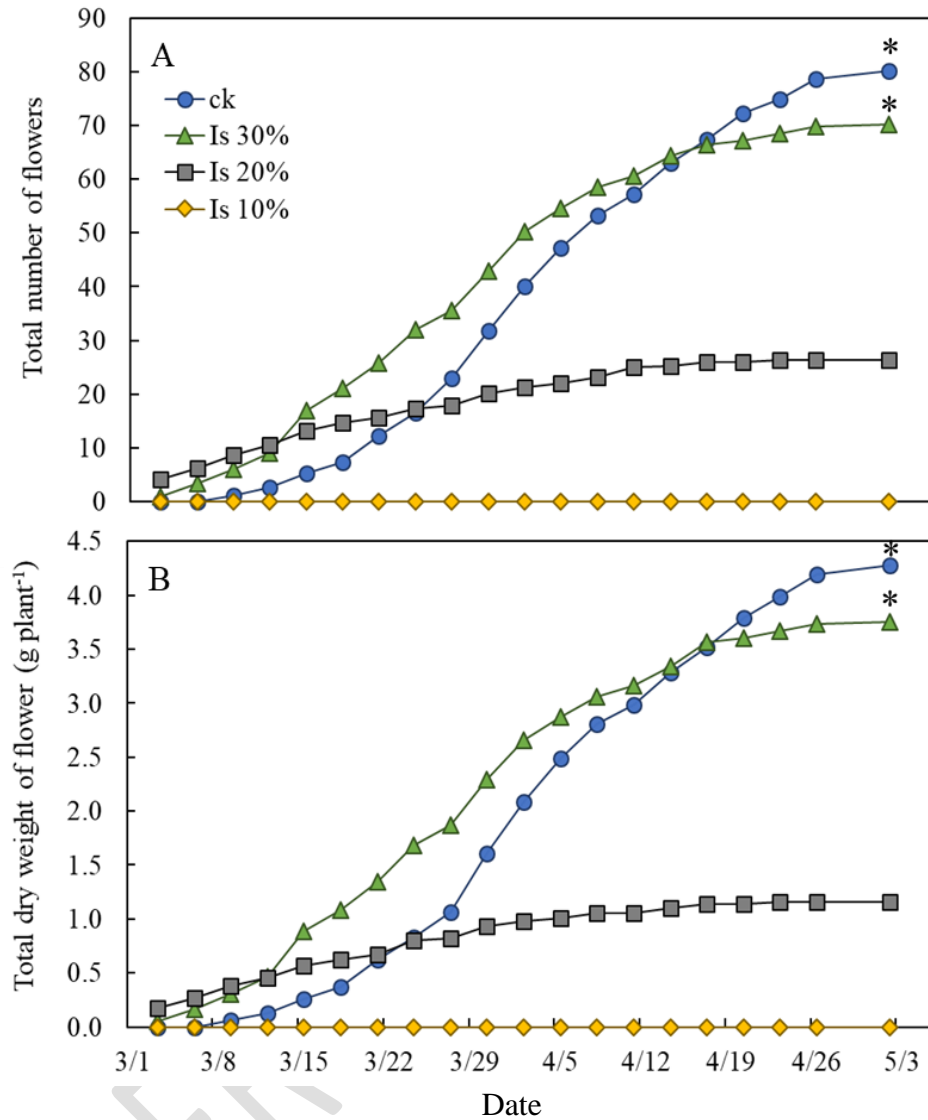 90
80
70
60
50
40
30
20
10
0
Total number of flowers
A
ck
Is 30%
Is 20%
Is 10%
*
*
4.5
4.0
3.5
3.0
2.5
2.0
1.5
1.0
0.5
0.0
Total dry weight of flower (g plant⁻¹)
B
*
*
3/1 3/8 3/15 3/22 3/29 4/5 4/12 4/19 4/26 5/3
Date